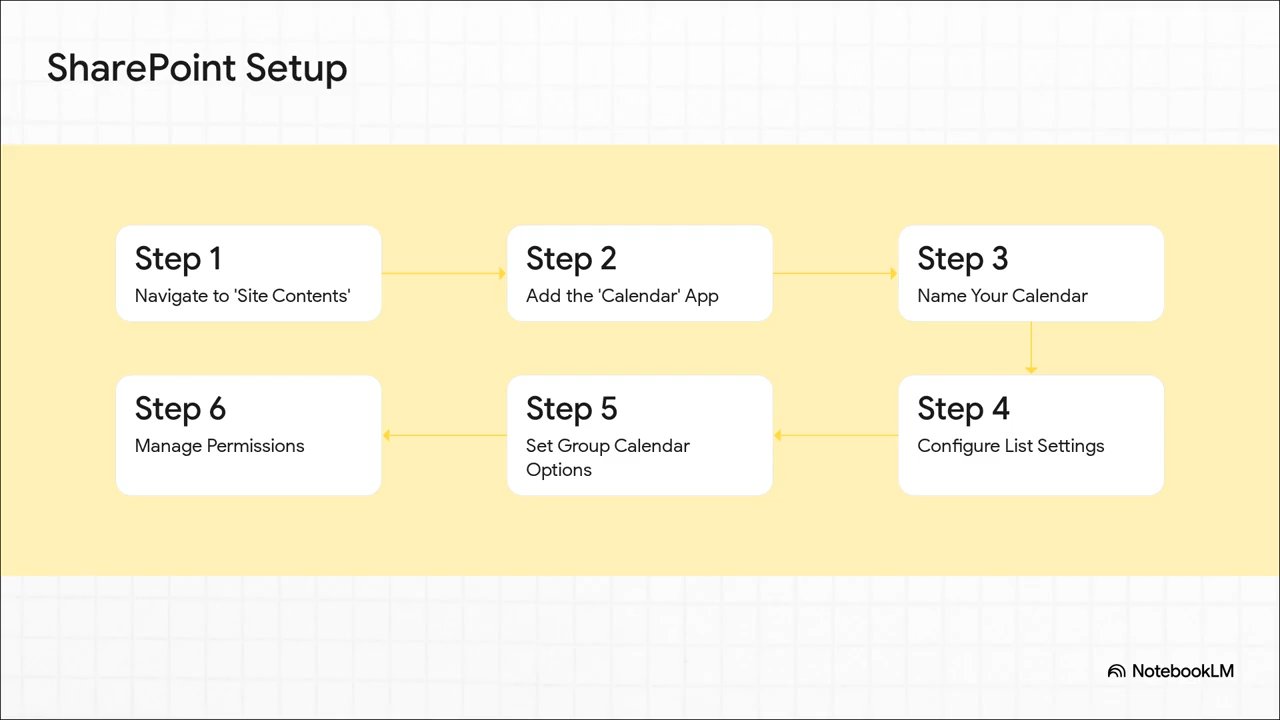 SharePoint Setup
Step 1
Navigate to 'Site Contents'
Step 2
Add the 'Calendar' App
Step 3
Name Your Calendar
Step 4
Configure List Settings
Step 5
Set Group Calendar
Options
Step 6
Manage Permissions
NotebookLM